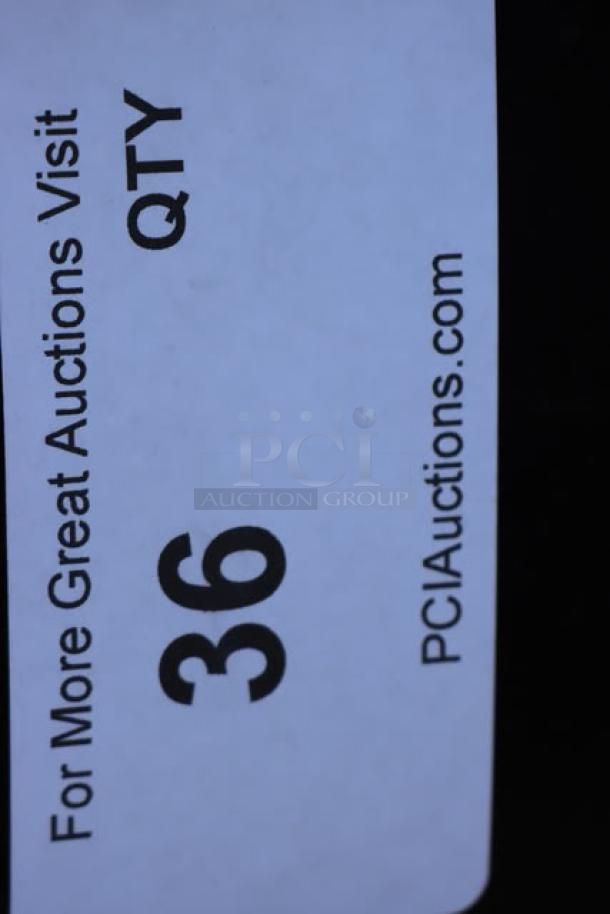 For More Great Auctions Visit
QTY
36
PCIAuctions.com
PCI
AUCTION GROUP